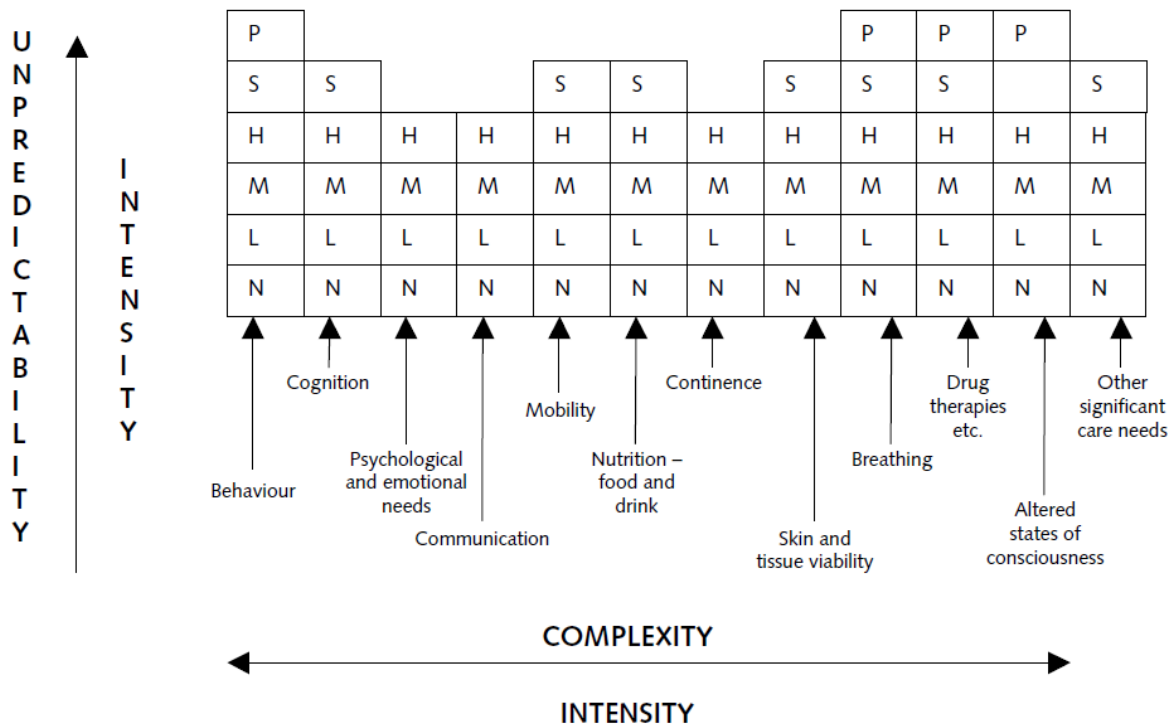 UNPREDICTABILITY
INTENSITY
P P P P
S S S S S S S S
H H H H H H H H H H H H
M M M M M M M M M M M M
L L L L L L L L L L L L
N N N N N N N N N N N N
Behaviour
Cognition
Psychological
and emotional
needs
Communication
Mobility
Nutrition –
food and
drink
Continence
Skin and
tissue viability
Breathing
Drug
therapies
etc.
Altered
states of
consciousness
Other
significant
care needs
COMPLEXITY
INTENSITY